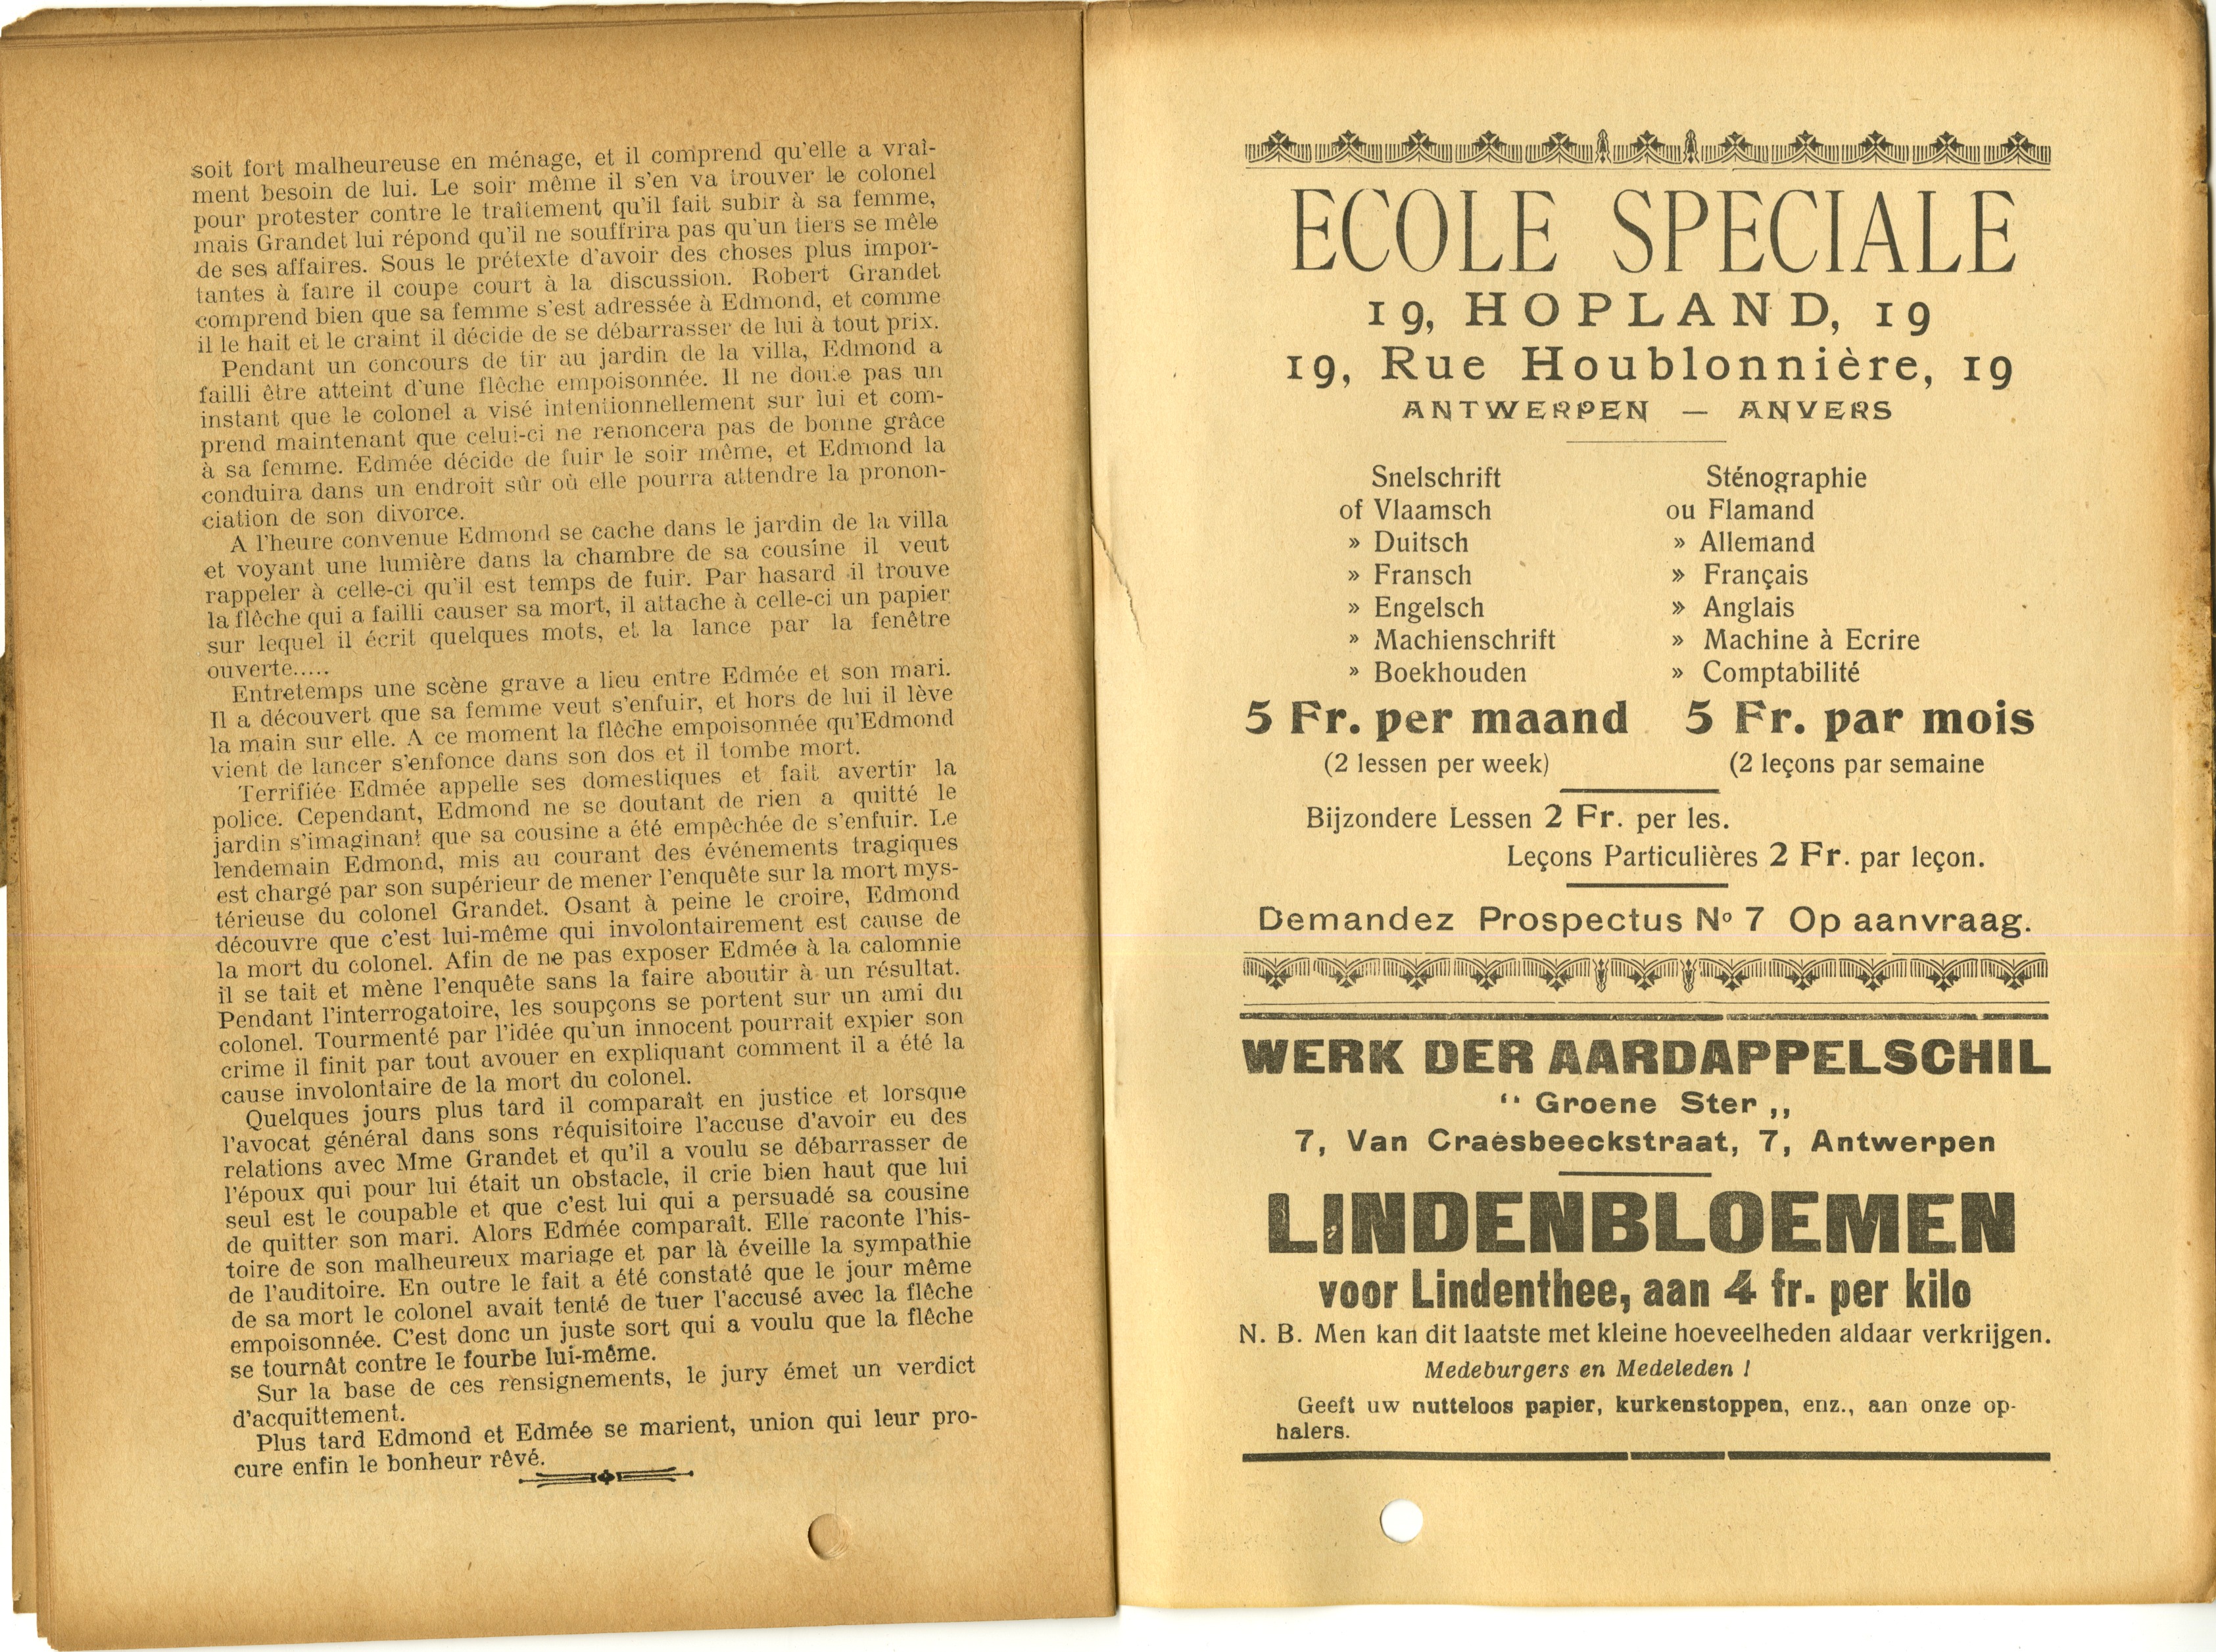 soit fort malheureuse en ménage, et il comprend qu'elle a vrai-
ment besoin de lui. Le soir même il s'en va trouver le colonel
pour protester contre le traitement qu'il fait subir à sa femme,
mais Grandet lui répond qu'il ne souffrira pas qu'un tiers se mêle
de ses affaires. Sous le prétexte d'avoir des choses plus impor-
tantes à faire il coupe court à la discussion. Robert Grandet
comprend bien que sa femme s'est adressée à Edmond, et comme
il le hait et le craint il décide de se débarrasser de lui à tout prix.
Pendant un concours de tir au jardin de la villa, Edmond a
failli être atteint d'une flêche empoisonnée. Il ne doute pas un
instant que le colonel a visé intentionnellement sur lui et com-
prend maintenant que celui-ci ne renoncera pas de bonne grâce
à sa femme. Edmée décide de fuir le soir même, et Edmond la
conduira dans un endroit sûr où elle pourra attendre la pronon-
ciation de son divorce.
A l'heure convenue Edmond se cache dans le jardin de la villa
et voyant une lumière dans la chambre de sa cousine il veut
rappeler à celle-ci qu'il est temps de fuir. Par hasard il trouve
la flêche qui a failli causer sa mort, il attache à celle-ci un papier
sur lequel il écrit quelques mots, et la lance par la fenêtre
ouverte.....
Entretemps une scène grave a lieu entre Edmée et son mari.
Il a découvert que sa femme veut s'enfuir, et hors de lui il lève
la main sur elle. A ce moment la flêche empoisonnée qu'Edmond
vient de lancer s'enfonce dans son dos et il tombe mort.
Terrifiée Edmée appelle ses domestiques et fait avertir la
police. Cependant, Edmond ne se doutant de rien a quitté le
jardin s'imaginant que sa cousine a été empêchée de s'enfuir. Le
lendemain Edmond, mis au courant des événements tragiques
est chargé par son supérieur de mener l'enquête sur la mort mys-
térieuse du colonel Grandet. Osant à peine le croire, Edmond
découvre que c'est lui-même qui involontairement est cause de
la mort du colonel. Afin de ne pas exposer Edmée à la calomnie
il se tait et mène l'enquête sans la faire aboutir à un résultat.
Pendant l'interrogatoire, les soupçons se portent sur un ami du
colonel. Tourmenté par l'idée qu'un innocent pourrait expier son
crime il finit par tout avouer en expliquant comment il a été la
cause involontaire de la mort du colonel.
Quelques jours plus tard il comparaît en justice et lorsque
l'avocat général dans sons réquisitoire l'accuse d'avoir eu des
relations avec Mme Grandet et qu'il a voulu se débarrasser de
l'époux qui pour lui était un obstacle, il crie bien haut que lui
seul est le coupable et que c'est lui qui a persuadé sa cousine
de quitter son mari. Alors Edmée comparaît. Elle raconte l'his-
toire de son malheureux mariage et par là éveille la sympathie
de l'auditoire. En outre le fait a été constaté que le jour même
de sa mort le colonel avait tenté de tuer l'accusé avec la flêche
empoisonnée. C'est donc un juste sort qui a voulu que la flêche
se tournât contre le fourbe lui-même.
Sur la base de ces rensignements, le jury émet un verdict
d'acquittement.
Plus tard Edmond et Edmée se marient, union qui leur pro-
cure enfin le bonheur rêvé.
ECOLE SPECIALE
19, HOPLAND, 19
19, Rue Houblonnière, 19
ANTWERPEN — ANVERS
Snelschrift Sténographie
of Vlaamsch ou Flamand
» Duitsch » Allemand
» Fransch » Français
» Engelsch » Anglais
» Machienschrift » Machine à Ecrire
» Boekhouden » Comptabilité
5 Fr. per maand 5 Fr. par mois
(2 lessen per week) (2 leçons par semaine
Bijzondere Lessen 2 Fr. per les.
Leçons Particulières 2 Fr. par leçon.
Demandez Prospectus No 7 Op aanvraag.
WERK DER AARDAPPELSCHIL
‘‘ Groene Ster ,,
7, Van Craesbeeckstraat, 7, Antwerpen
LINDENBLOEMEN
voor Lindenthee, aan 4 fr. per kilo
N. B. Men kan dit laatste met kleine hoeveelheden aldaar verkrijgen.
Medeburgers en Medeleden !
Geeft uw nutteloos papier, kurkenstoppen, enz., aan onze op-
halers.